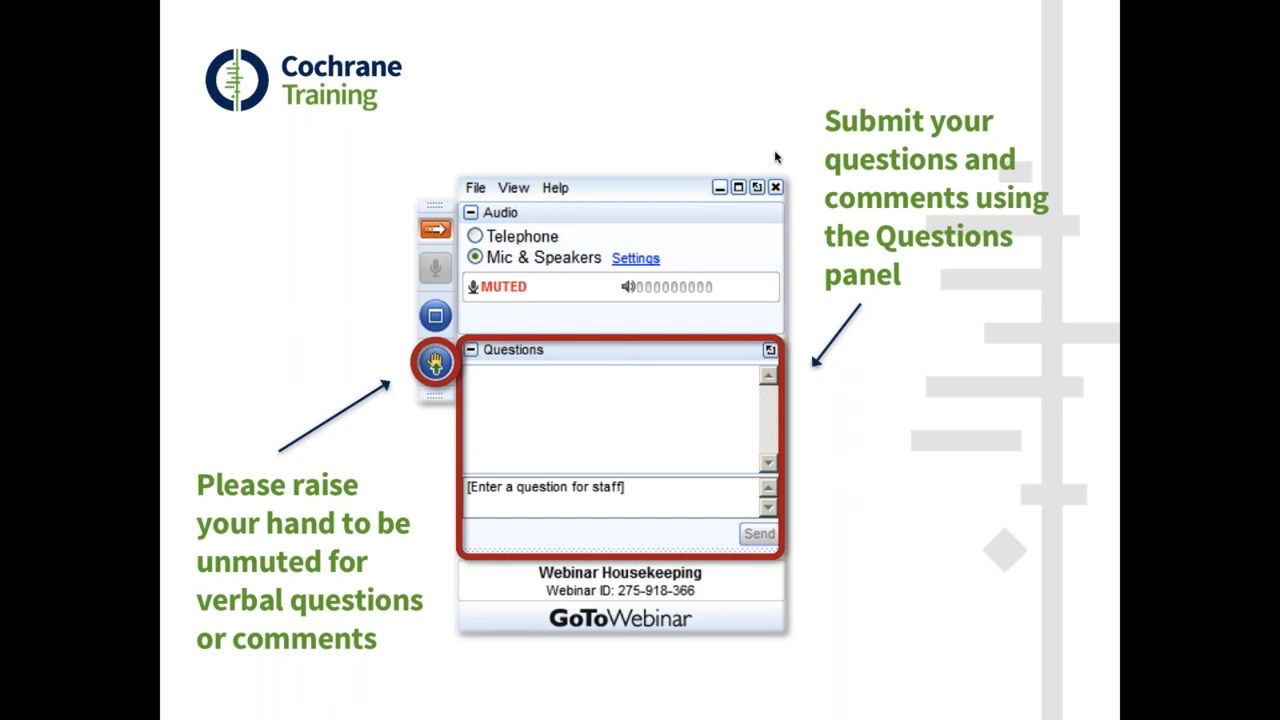 Cochrane
Training
Submit your
questions and
comments using
the Questions
panel
File View Help
Audio
Telephone
Mic & Speakers Settings
MUTED
Questions
[Enter a question for staff]
Send
Webinar Housekeeping
Webinar ID: 275-918-366
GoToWebinar
Please raise
your hand to be
unmuted for
verbal questions
or comments